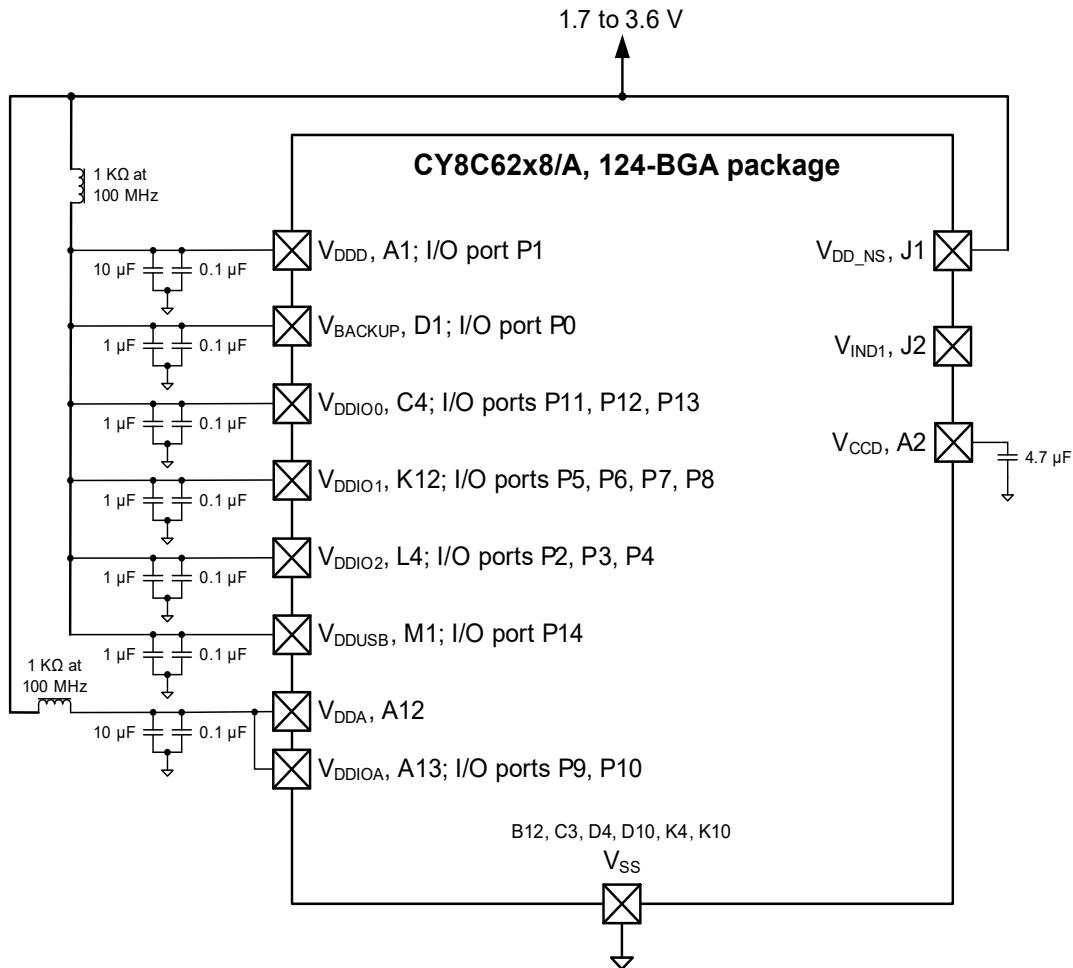 1.7 to 3.6 V
CY8C62x8/A, 124-BGA package
1 KΩ at
100 MHz
VDDD, A1; I/O port P1
VDD_NS, J1
10 µF
0.1 µF
VBACKUP, D1; I/O port P0
VIND1, J2
1 µF
0.1 µF
VDDIO0, C4; I/O ports P11, P12, P13
1 µF
0.1 µF
VCCD, A2
4.7 µF
VDDIO1, K12; I/O ports P5, P6, P7, P8
1 µF
0.1 µF
VDDIO2, L4; I/O ports P2, P3, P4
1 µF
0.1 µF
VDDUSB, M1; I/O port P14
1 µF
0.1 µF
1 KΩ at
100 MHz
VDDA, A12
10 µF
0.1 µF
VDDIOA, A13; I/O ports P9, P10
B12, C3, D4, D10, K4, K10
VSS